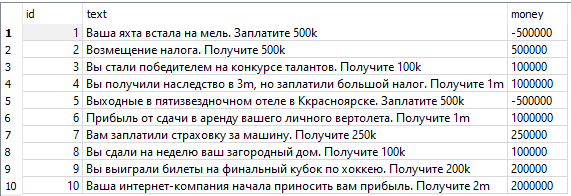 id text money
1 1 Ваша яхта встала на мель. Заплатите 500k -500000
2 2 Возмещение налога. Получите 500k 500000
3 3 Вы стали победителем на конкурсе талантов. Получите 100k 100000
4 4 Вы получили наследство в 3m, но заплатили большой налог. Получите 1m 1000000
5 5 Выходные в пятизвездночном отеле в Ккрасноярске. Заплатите 500k -500000
6 6 Прибыль от сдачи в аренду вашего личного вертолета. Получите 1m 1000000
7 7 Вам заплатили страховку за машину. Получите 250k 250000
8 8 Вы сдали на неделю ваш загородный дом. Получите 100k 100000
9 9 Вы выиграли билеты на финальный кубок по хоккею. Получите 200k 200000
10 10 Ваша интернет-компания начала приносить вам прибыль. Получите 2m 2000000